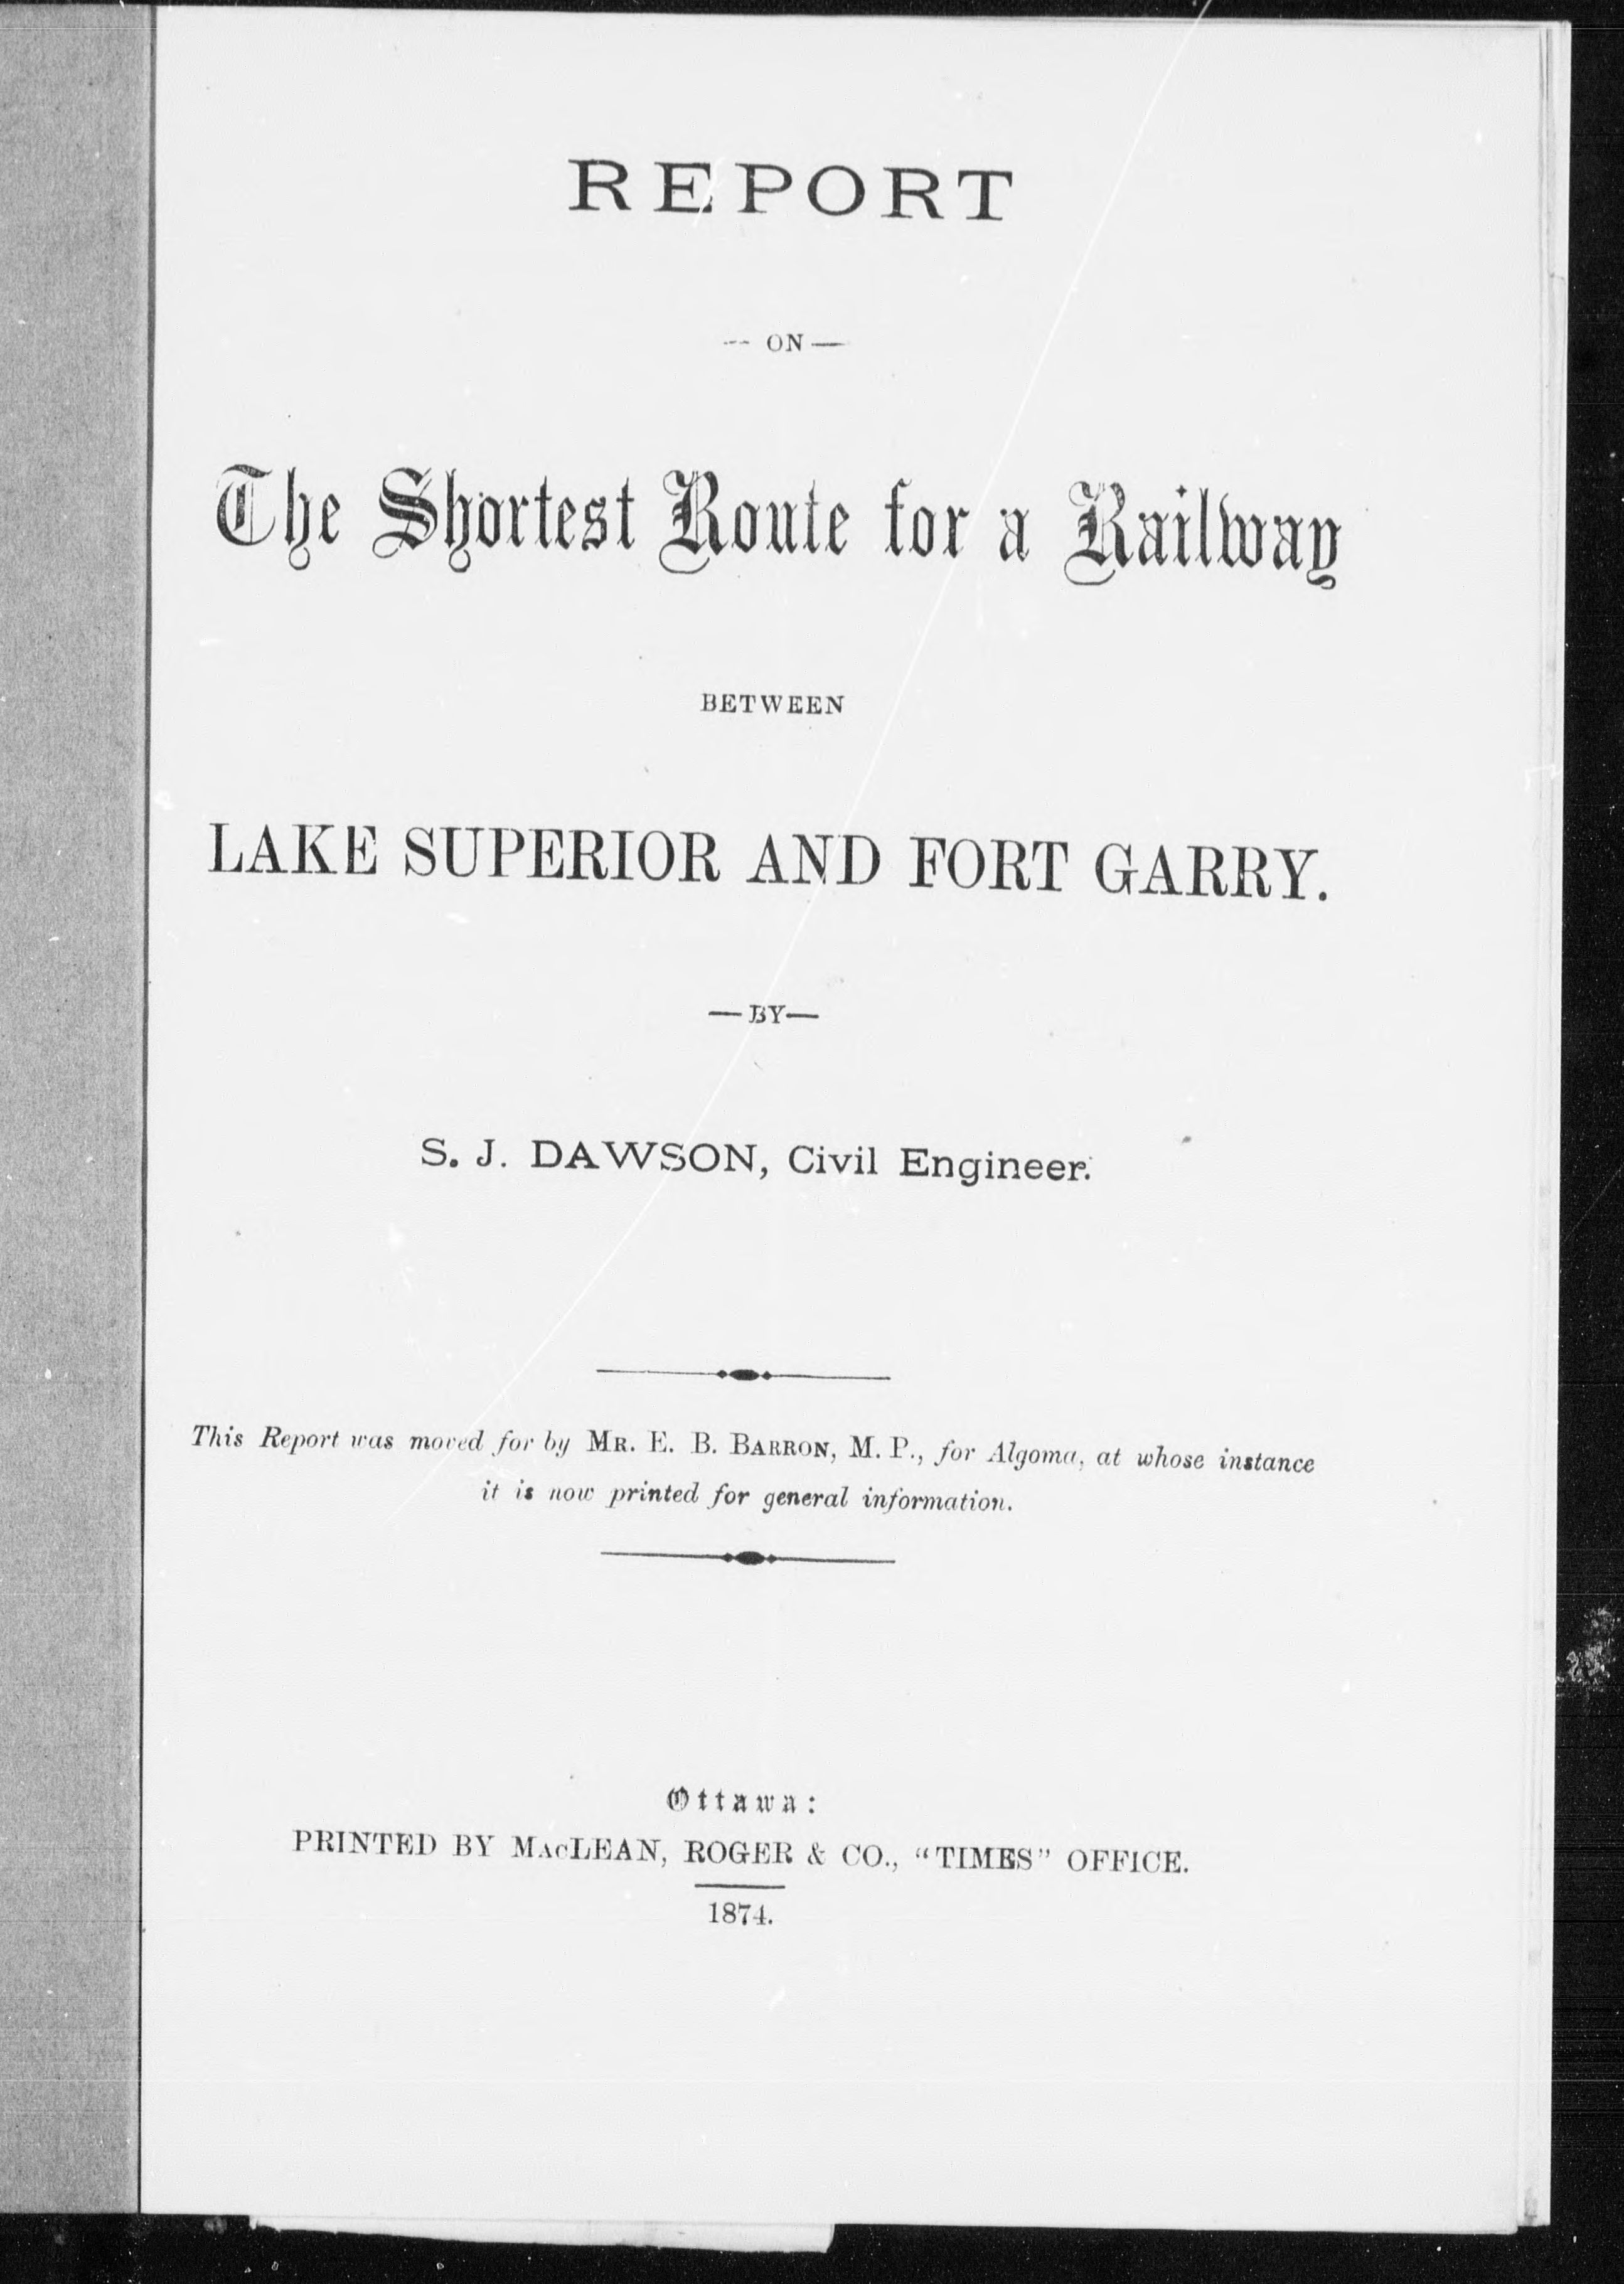 REPORT
— ON —
The Shortest Route for a Railway
BETWEEN
LAKE SUPERIOR AND FORT GARRY.
— BY —
S. J. DAWSON, Civil Engineer.
This Report was moved for by MR. E. B. BARRON, M. P., for Algoma, at whose instance
it is now printed for general information.
Ottawa:
PRINTED BY MACLEAN, ROGER & CO., "TIMES" OFFICE.
1874.